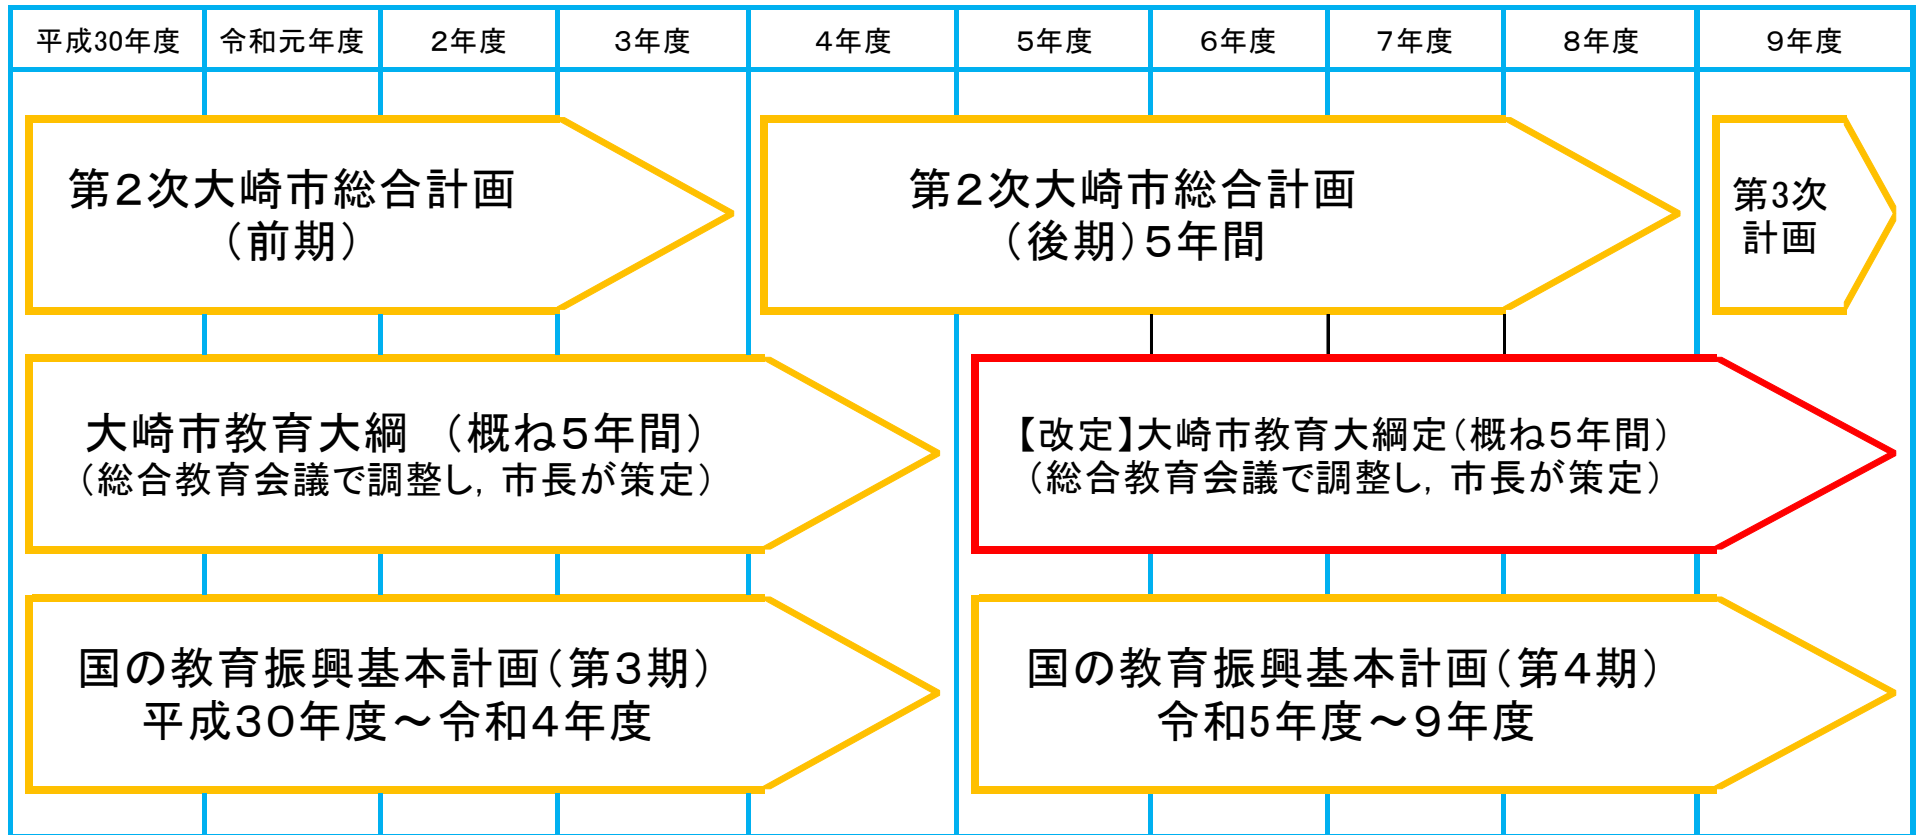 平成30年度 令和元年度 2年度 3年度 4年度 5年度 6年度 7年度 8年度 9年度
第2次大崎市総合計画
（前期）
第2次大崎市総合計画
（後期）5年間
第3次
計画
大崎市教育大綱　（概ね5年間）
（総合教育会議で調整し，市長が策定）
【改定】大崎市教育大綱定（概ね5年間）
（総合教育会議で調整し，市長が策定）
国の教育振興基本計画（第3期）
平成30年度～令和4年度
国の教育振興基本計画（第4期）
令和5年度～9年度